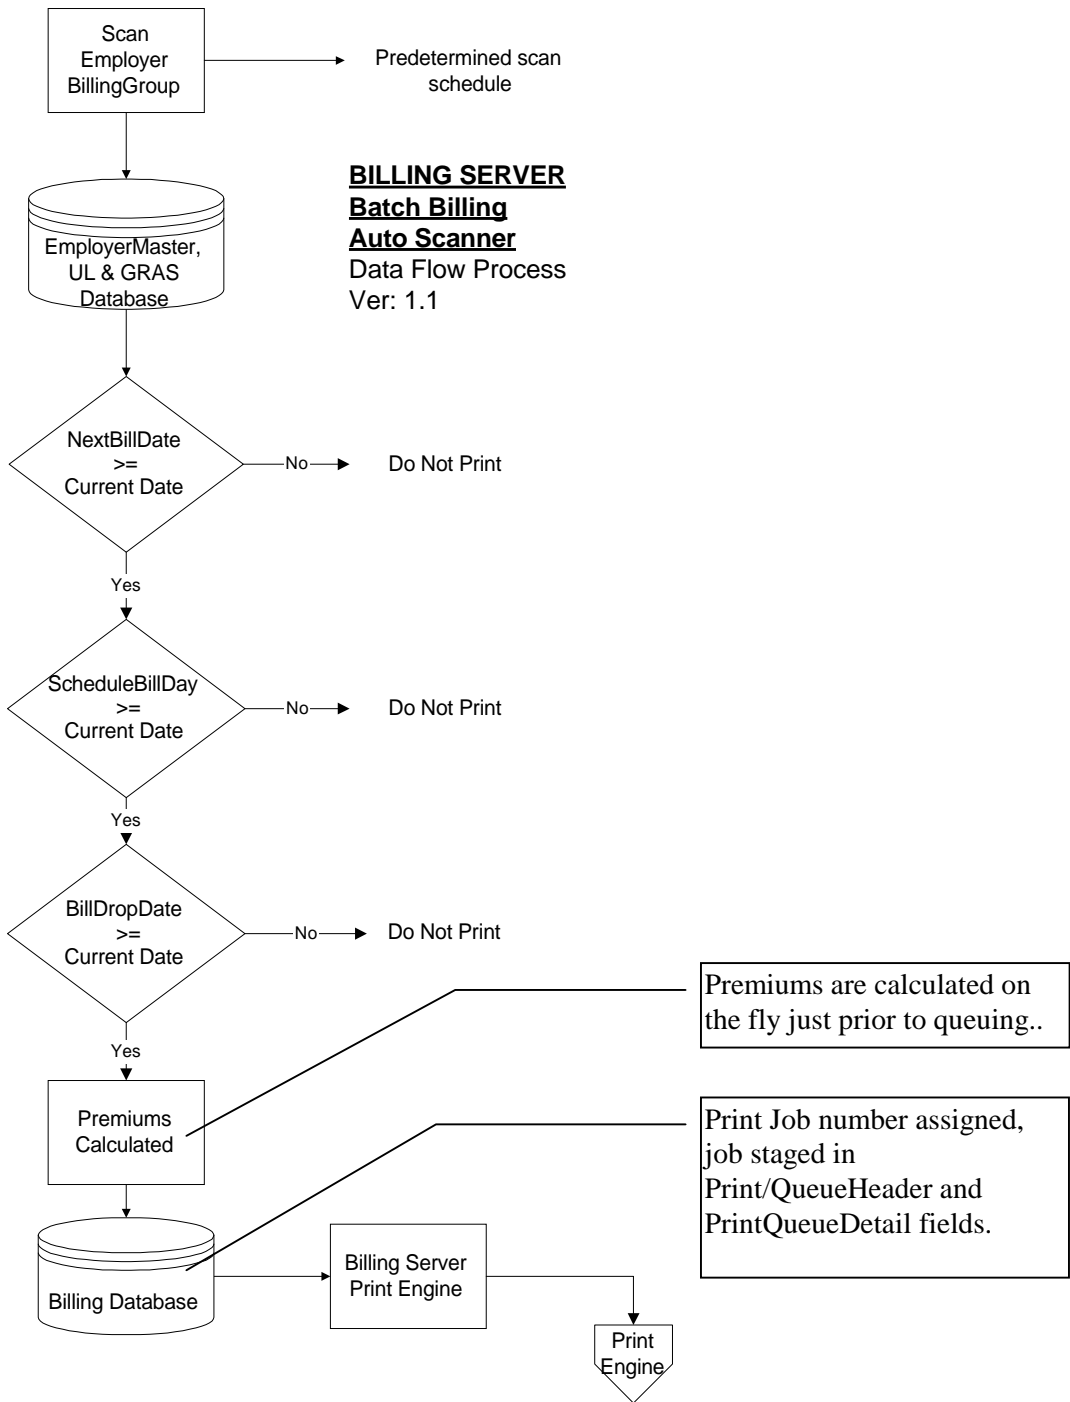 Scan
Employer
BillingGroup
Predetermined scan
schedule
BILLING SERVER
Batch Billing
Auto Scanner
Data Flow Process
Ver: 1.1
EmployerMaster,
UL & GRAS
Database
NextBillDate
>=
Current Date
No
Do Not Print
Yes
ScheduleBillDay
>=
Current Date
No
Do Not Print
Yes
BillDropDate
>=
Current Date
No
Do Not Print
Yes
Premiums are calculated on
the fly just prior to queuing..
Premiums
Calculated
Print Job number assigned,
job staged in
Print/QueueHeader and
PrintQueueDetail fields.
Billing Database
Billing Server
Print Engine
Print
Engine